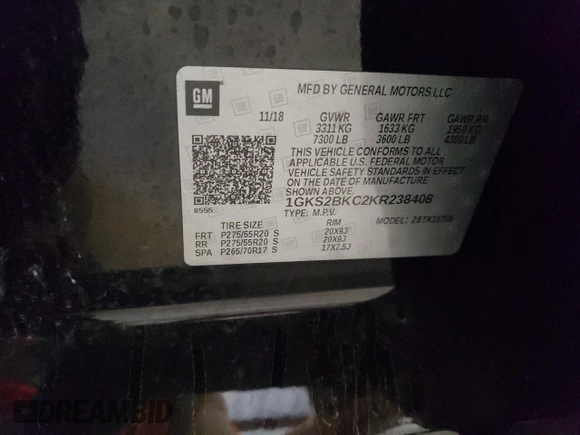 GM
MFD BY GENERAL MOTORS LLC
11/18 GVWR GAWR FRT GAWR RR
3311 KG 1633 KG 1950 KG
7300 LB 3600 LB 4300 LB
THIS VEHICLE CONFORMS TO ALL
APPLICABLE U.S. FEDERAL MOTOR
VEHICLE SAFETY STANDARDS IN EFFECT
ON THE DATE OF MANUFACTURE
SHOWN ABOVE.
1GKS2BKC2KR238408
8555
TYPE: M.P.V. MODEL:
TIRE SIZE RIM
FRT P275/55R20 S 20X9J
RR P275/55R20 S 20X9J
SPA P265/70R17 S 17X7.5J
DREAMBID